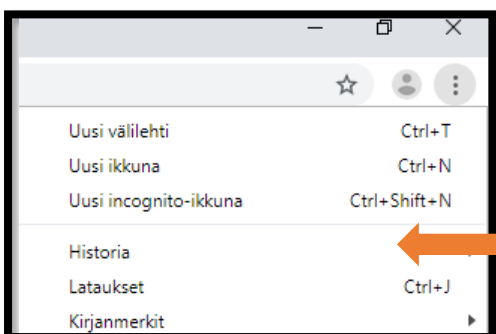 Uusi välilehti Ctrl+T
Uusi ikkuna Ctrl+N
Uusi incognito-ikkuna Ctrl+Shift+N
Historia
Lataukset Ctrl+J
Kirjanmerkit